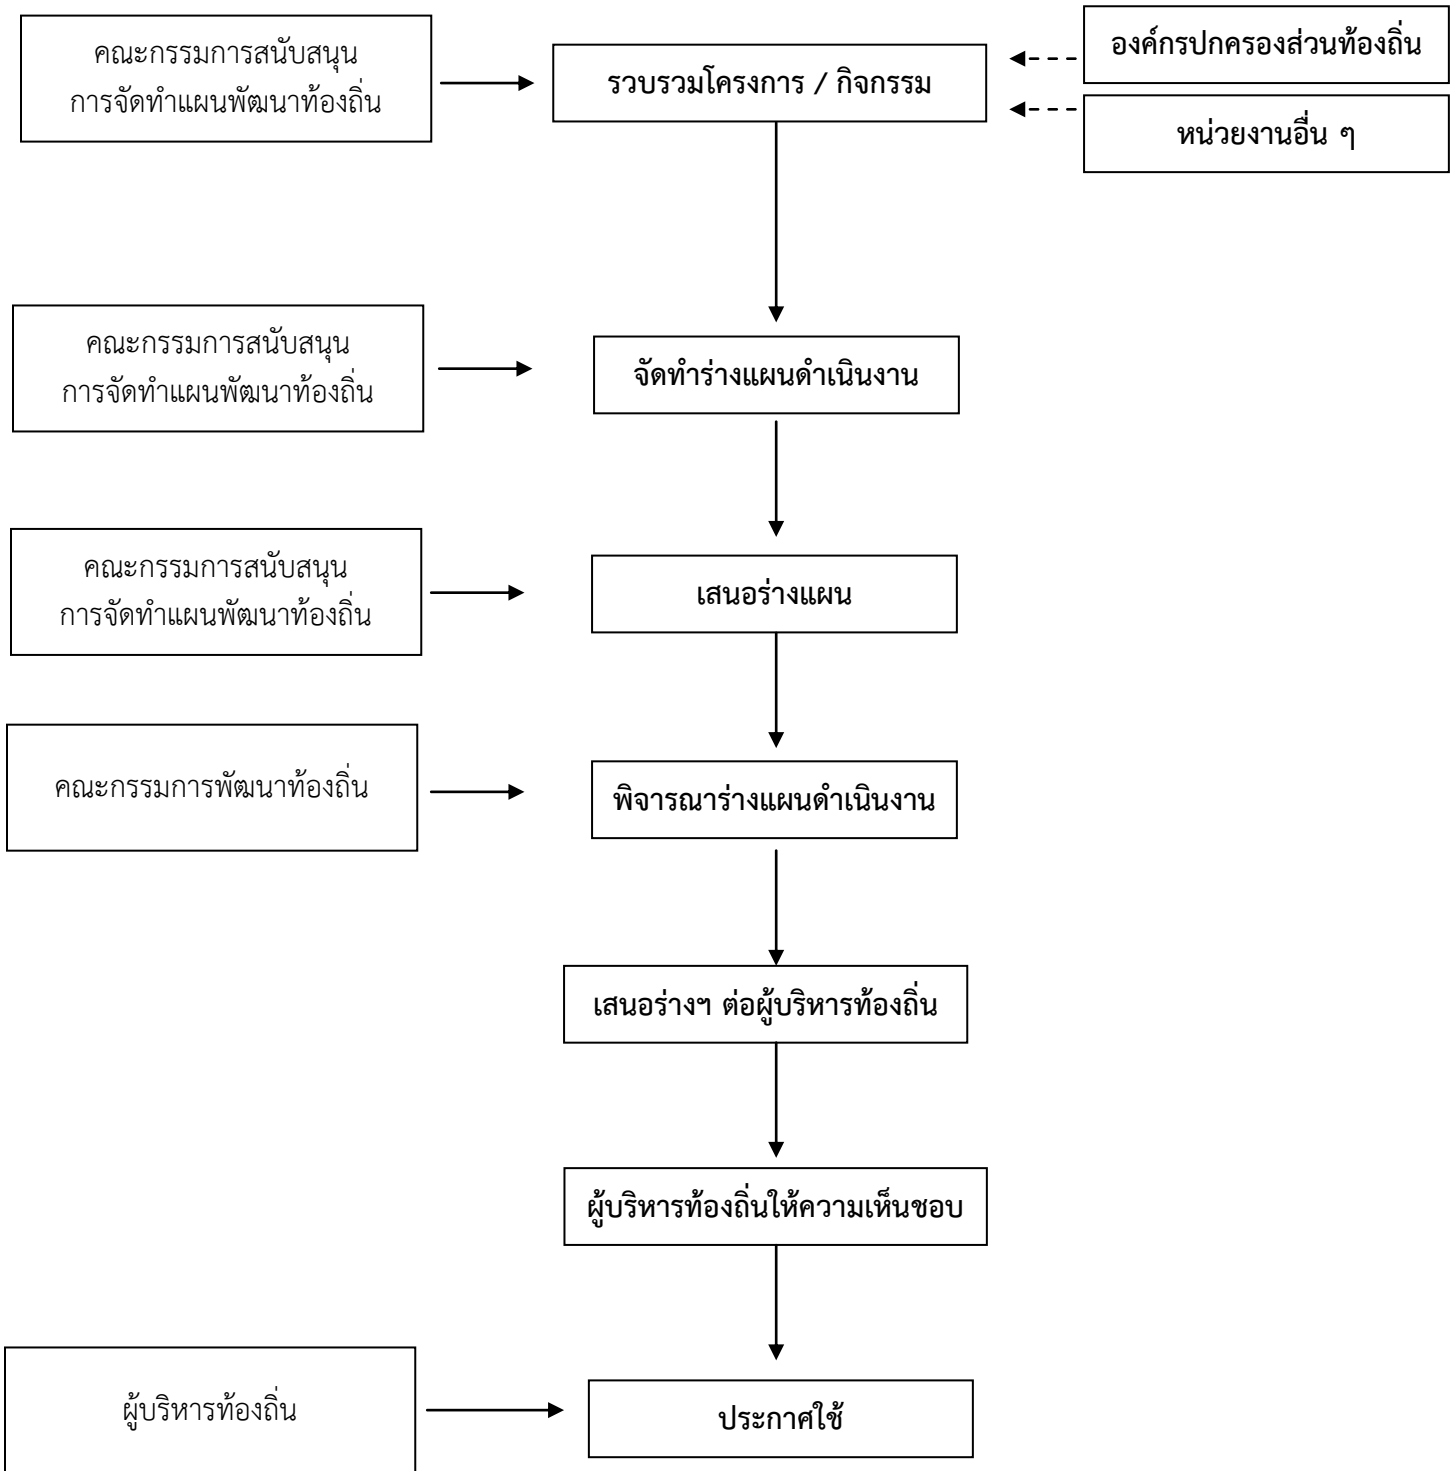 คณะกรรมการสนับสนุน
การจัดทำแผนพัฒนาท้องถิ่น
รวบรวมโครงการ / กิจกรรม
องค์กรปกครองส่วนท้องถิ่น
หน่วยงานอื่น ๆ
คณะกรรมการสนับสนุน
การจัดทำแผนพัฒนาท้องถิ่น
จัดทำร่างแผนดำเนินงาน
คณะกรรมการสนับสนุน
การจัดทำแผนพัฒนาท้องถิ่น
เสนอร่างแผน
คณะกรรมการพัฒนาท้องถิ่น
พิจารณาร่างแผนดำเนินงาน
เสนอร่างฯ ต่อผู้บริหารท้องถิ่น
ผู้บริหารท้องถิ่นให้ความเห็นชอบ
ผู้บริหารท้องถิ่น
ประกาศใช้